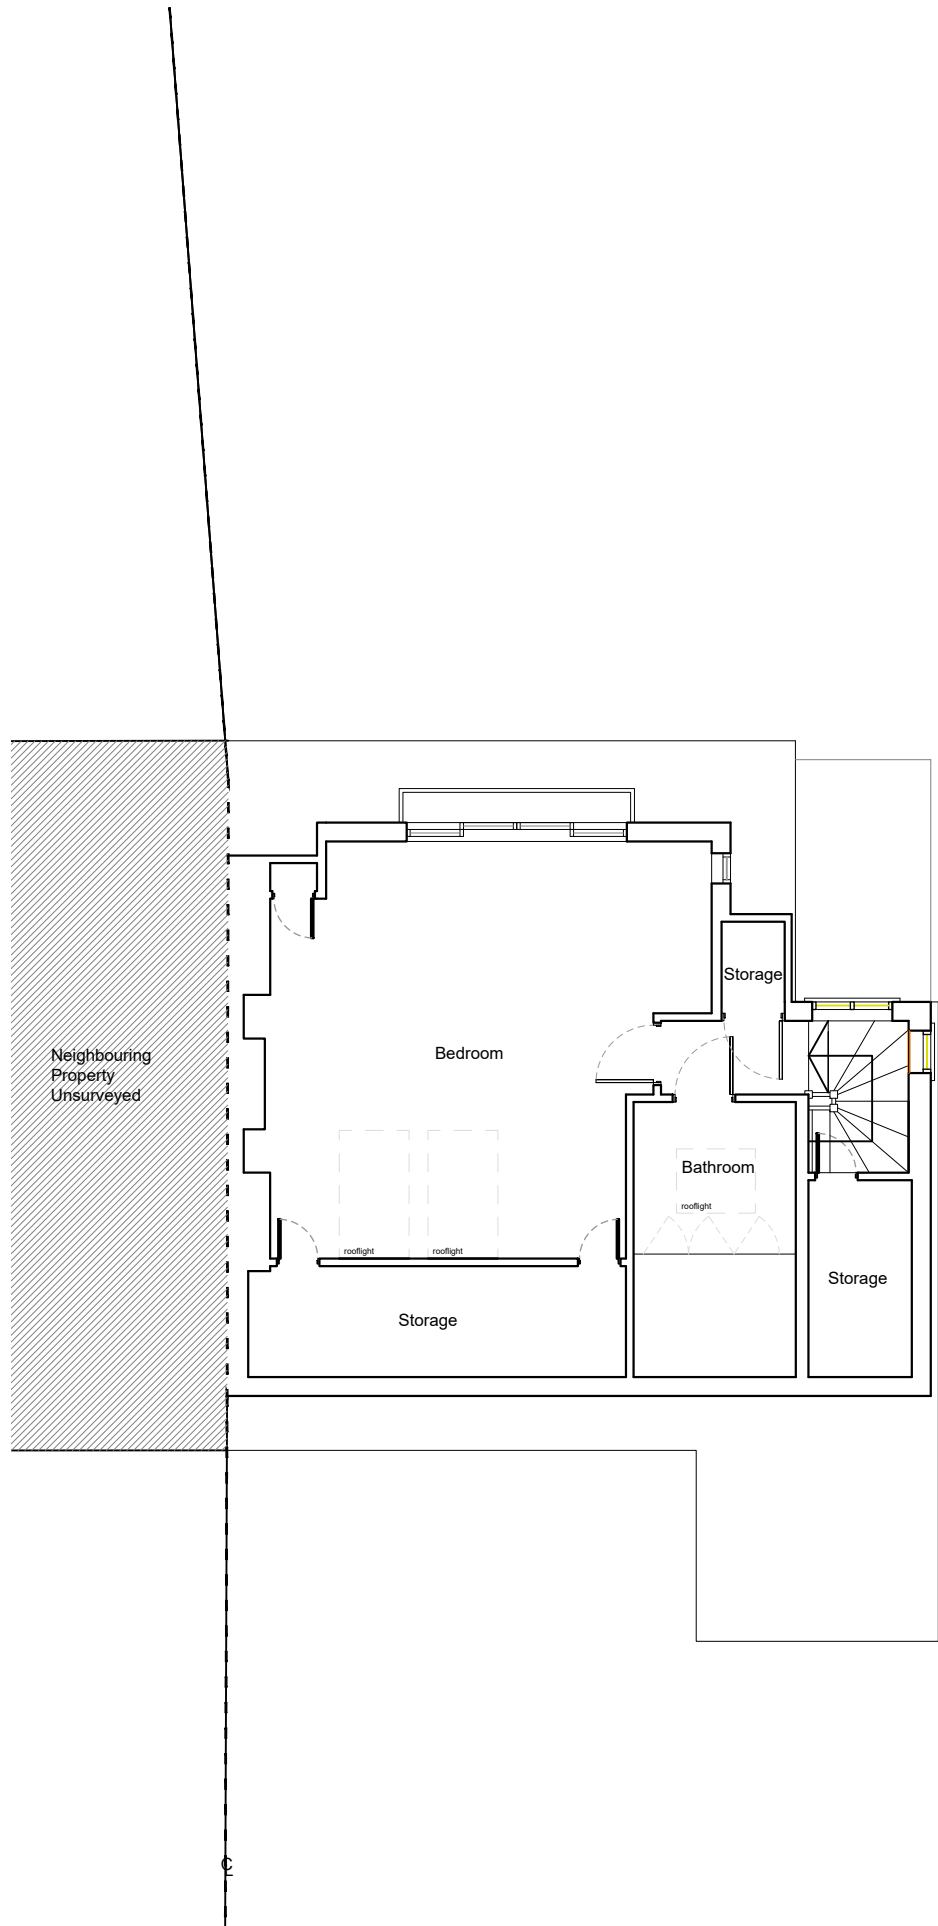 Storage
Bedroom
Neighbouring
Property
Unsurveyed
Bathroom
rooflight
rooflight
rooflight
Storage
Storage
℄